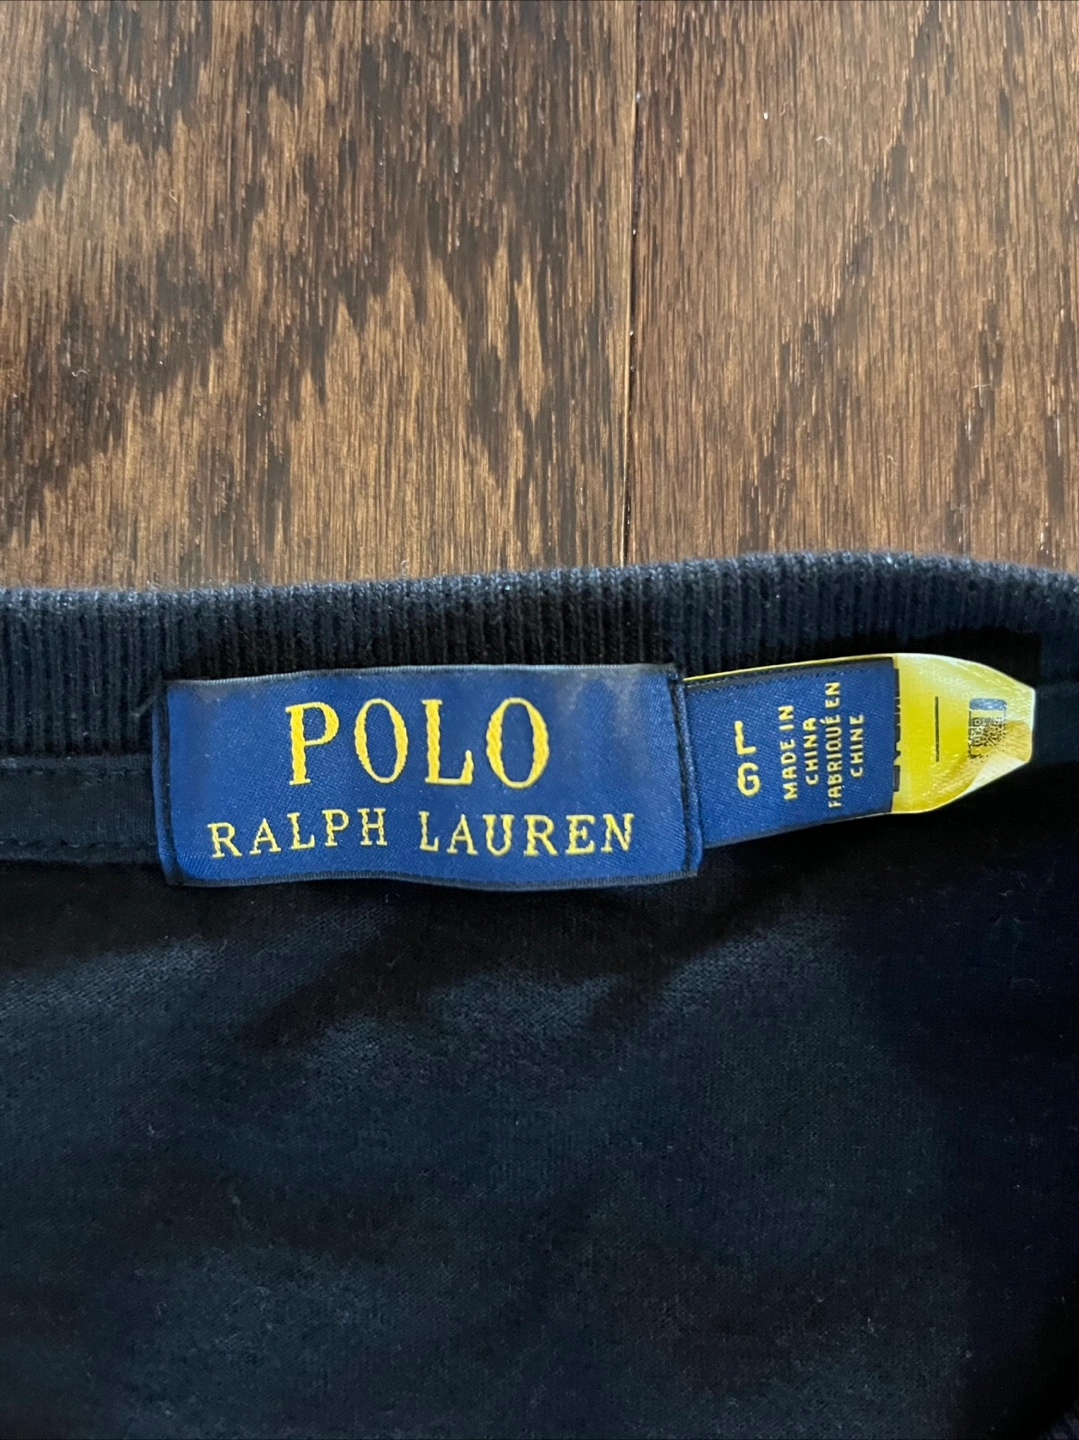 POLO
RALPH LAUREN
L
G
MADE IN
CHINA
FABRIQUÉ EN
CHINE